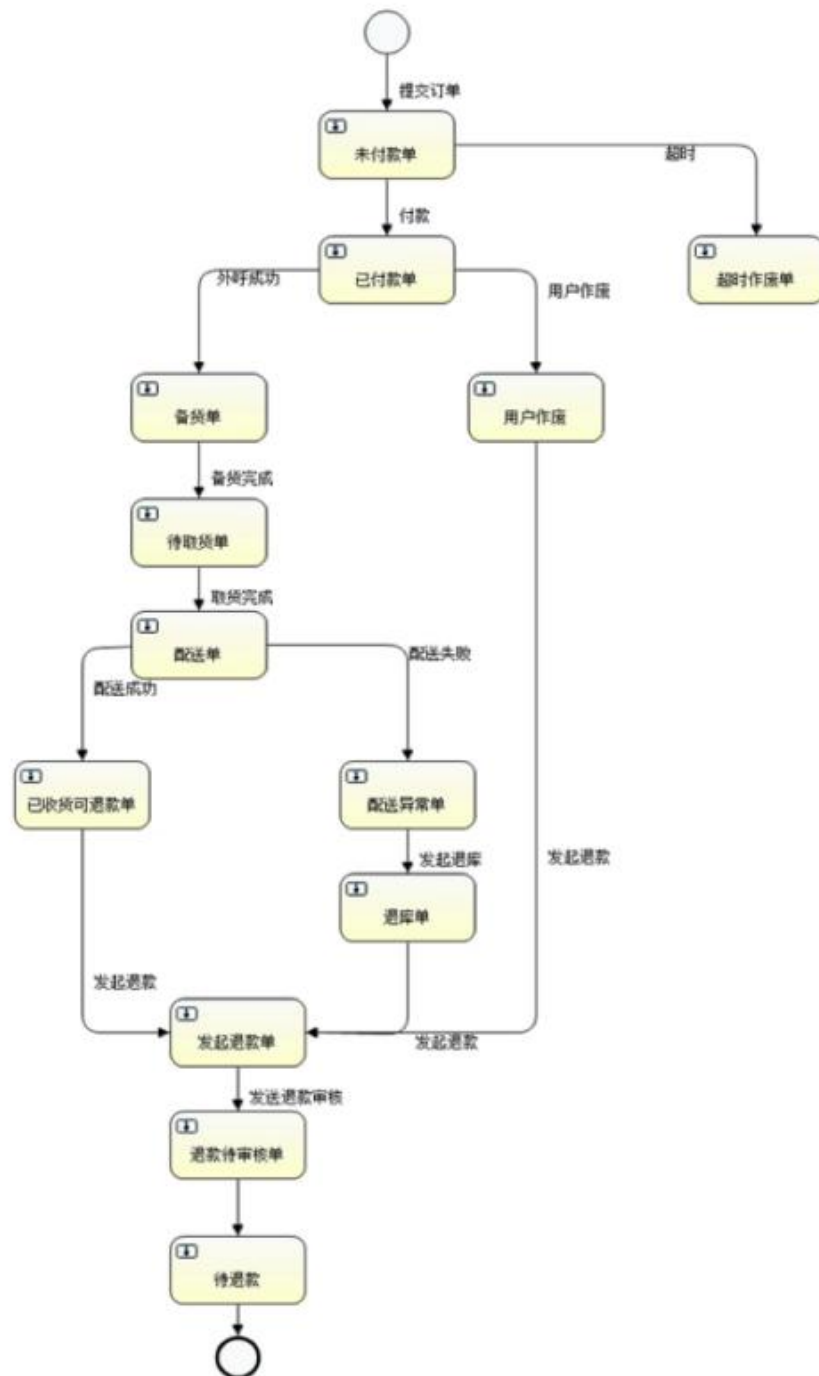 提交订单
未付款单
超时
付款
已付款单
超时作废单
外呼成功
用户作废
备货单
用户作废
备货完成
待取货单
取货完成
配送单
配送失败
配送成功
已收货可退款单
配送异常单
发起退库
发起退款
退库单
发起退款
发起退款单
发起退款
发送退款审核
退款待审核单
待退款